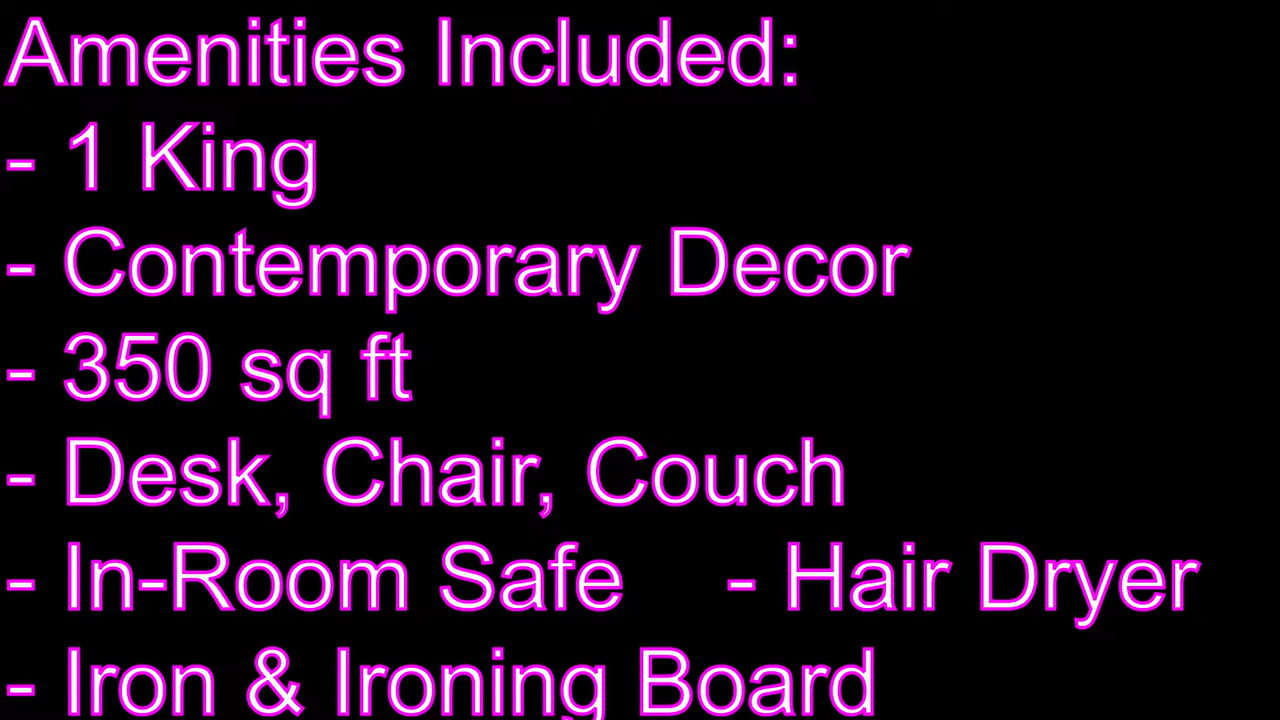 Amenities Included:
- 1 King
- Contemporary Decor
- 350 sq ft
- Desk, Chair, Couch
- In-Room Safe    - Hair Dryer
- Iron & Ironing Board